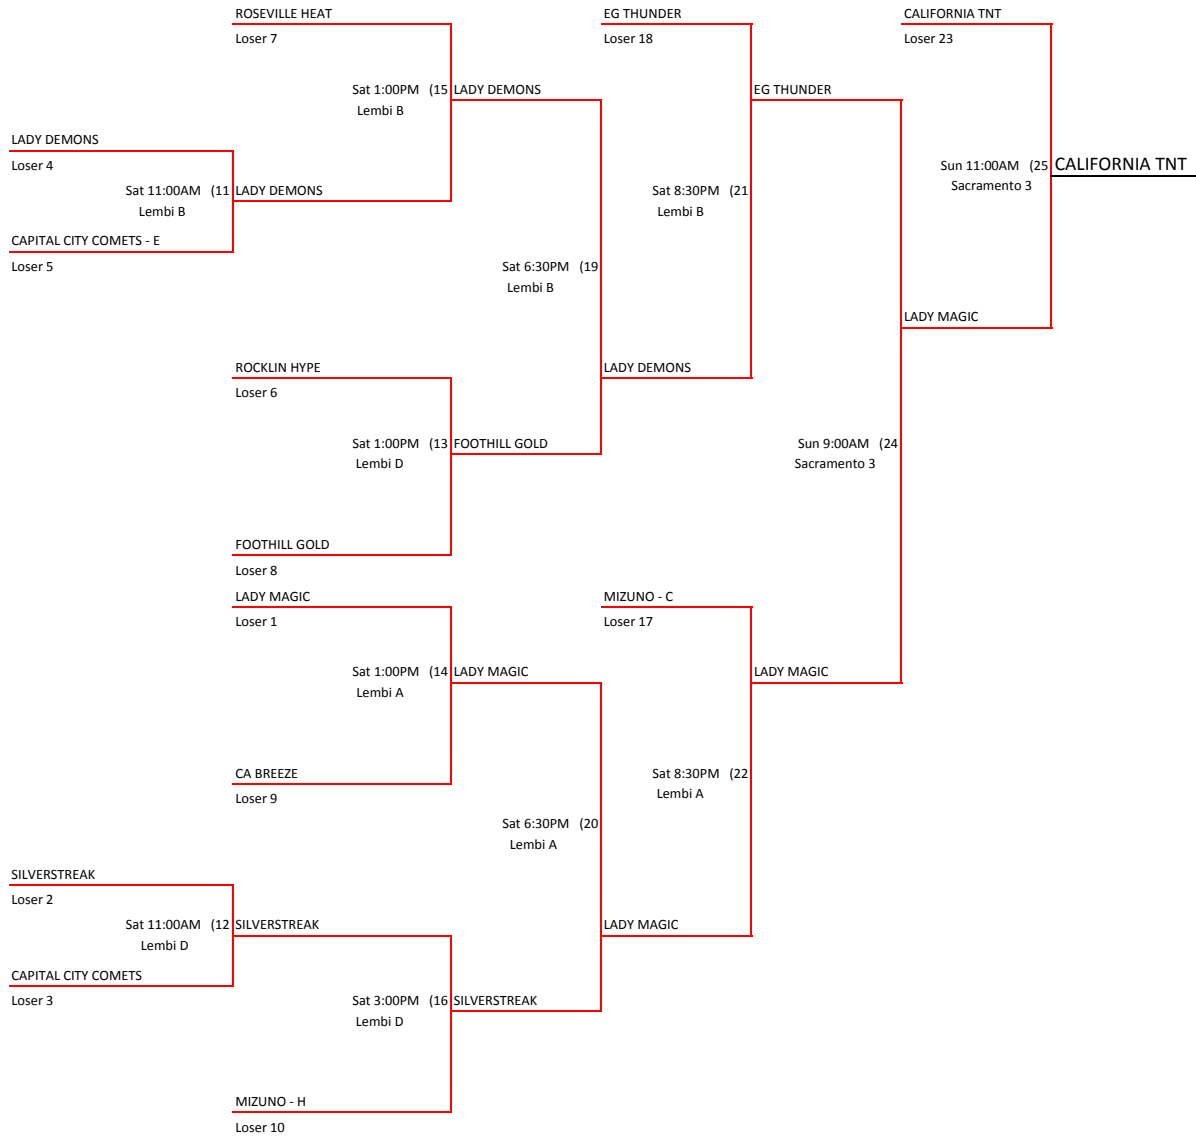 ROSEVILLE HEAT
EG THUNDER
CALIFORNIA TNT
Loser 7
Loser 18
Loser 23
Sat 1:00PM (15
LADY DEMONS
EG THUNDER
Lembi B
LADY DEMONS
Loser 4
Sun 11:00AM (25
CALIFORNIA TNT
Sacramento 3
Sat 11:00AM (11
LADY DEMONS
Sat 8:30PM (21
Lembi B
Lembi B
CAPITAL CITY COMETS - E
Loser 5
Sat 6:30PM (19
Lembi B
LADY MAGIC
ROCKLIN HYPE
LADY DEMONS
Loser 6
Sat 1:00PM (13
FOOTHILL GOLD
Sun 9:00AM (24
Lembi D
Sacramento 3
FOOTHILL GOLD
Loser 8
LADY MAGIC
MIZUNO - C
Loser 1
Loser 17
Sat 1:00PM (14
LADY MAGIC
LADY MAGIC
Lembi A
CA BREEZE
Sat 8:30PM (22
Loser 9
Lembi A
Sat 6:30PM (20
Lembi A
SILVERSTREAK
Loser 2
Sat 11:00AM (12
SILVERSTREAK
LADY MAGIC
Lembi D
CAPITAL CITY COMETS
Loser 3
Sat 3:00PM (16
SILVERSTREAK
Lembi D
MIZUNO - H
Loser 10